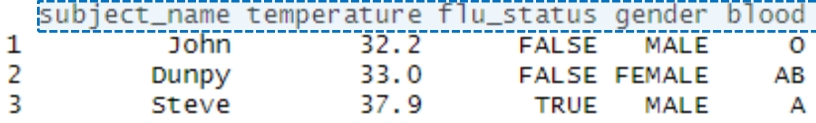 subject_name temperature flu_status gender blood
1 John 32.2 FALSE MALE O
2 Dunpy 33.0 FALSE FEMALE AB
3 Steve 37.9 TRUE MALE A